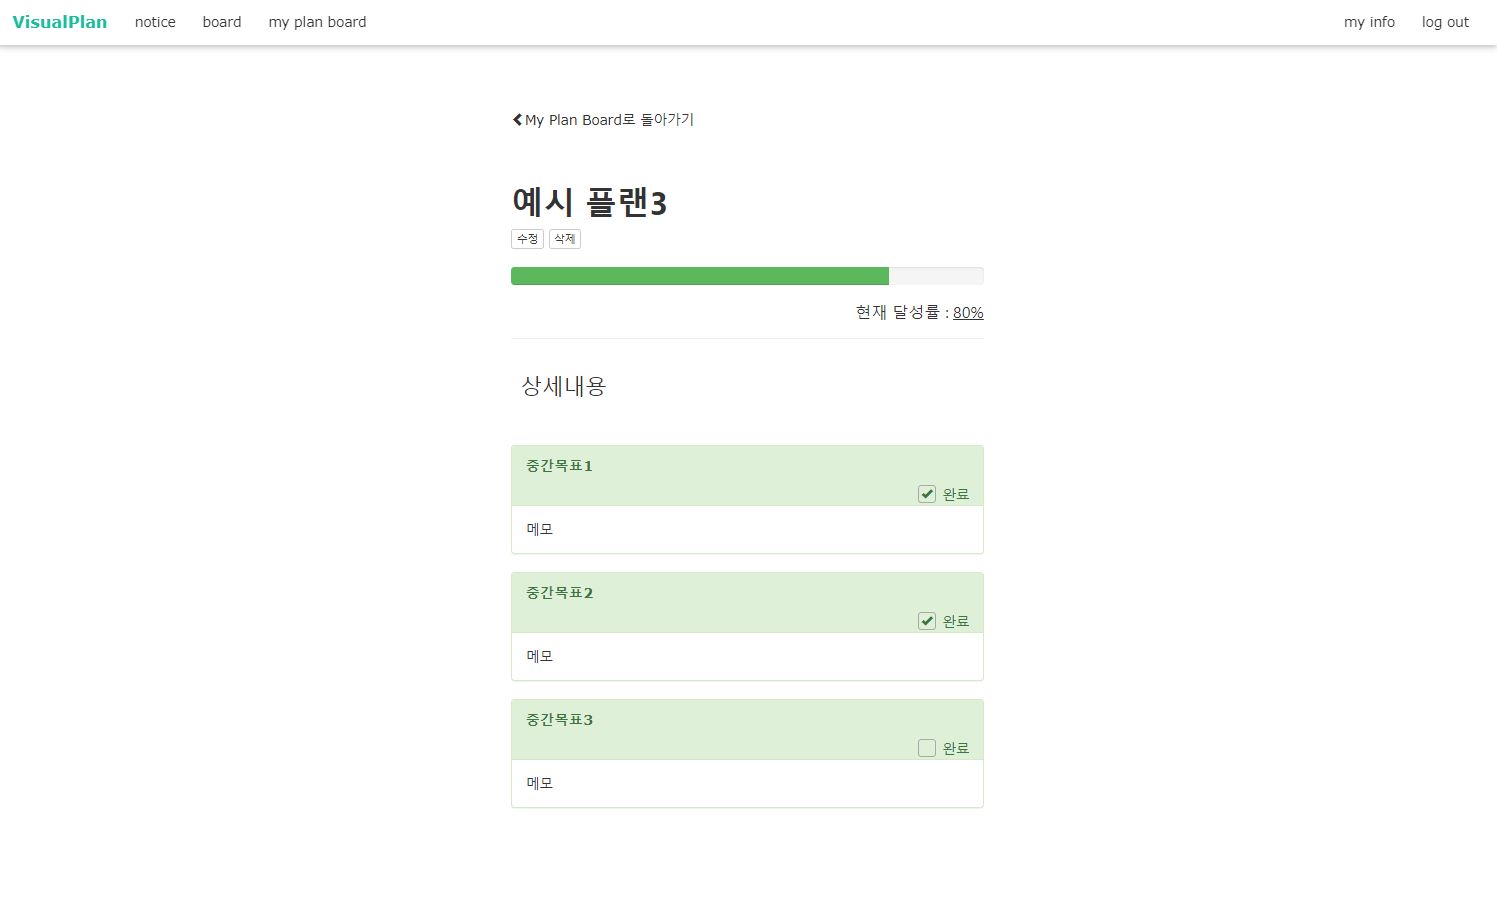 VisualPlan notice board my plan board my info log out
My Plan Board로 돌아가기
예시 플랜3
수정 삭제
현재 달성률 : 80%
상세내용
중간목표1
완료
메모
중간목표2
완료
메모
중간목표3
완료
메모